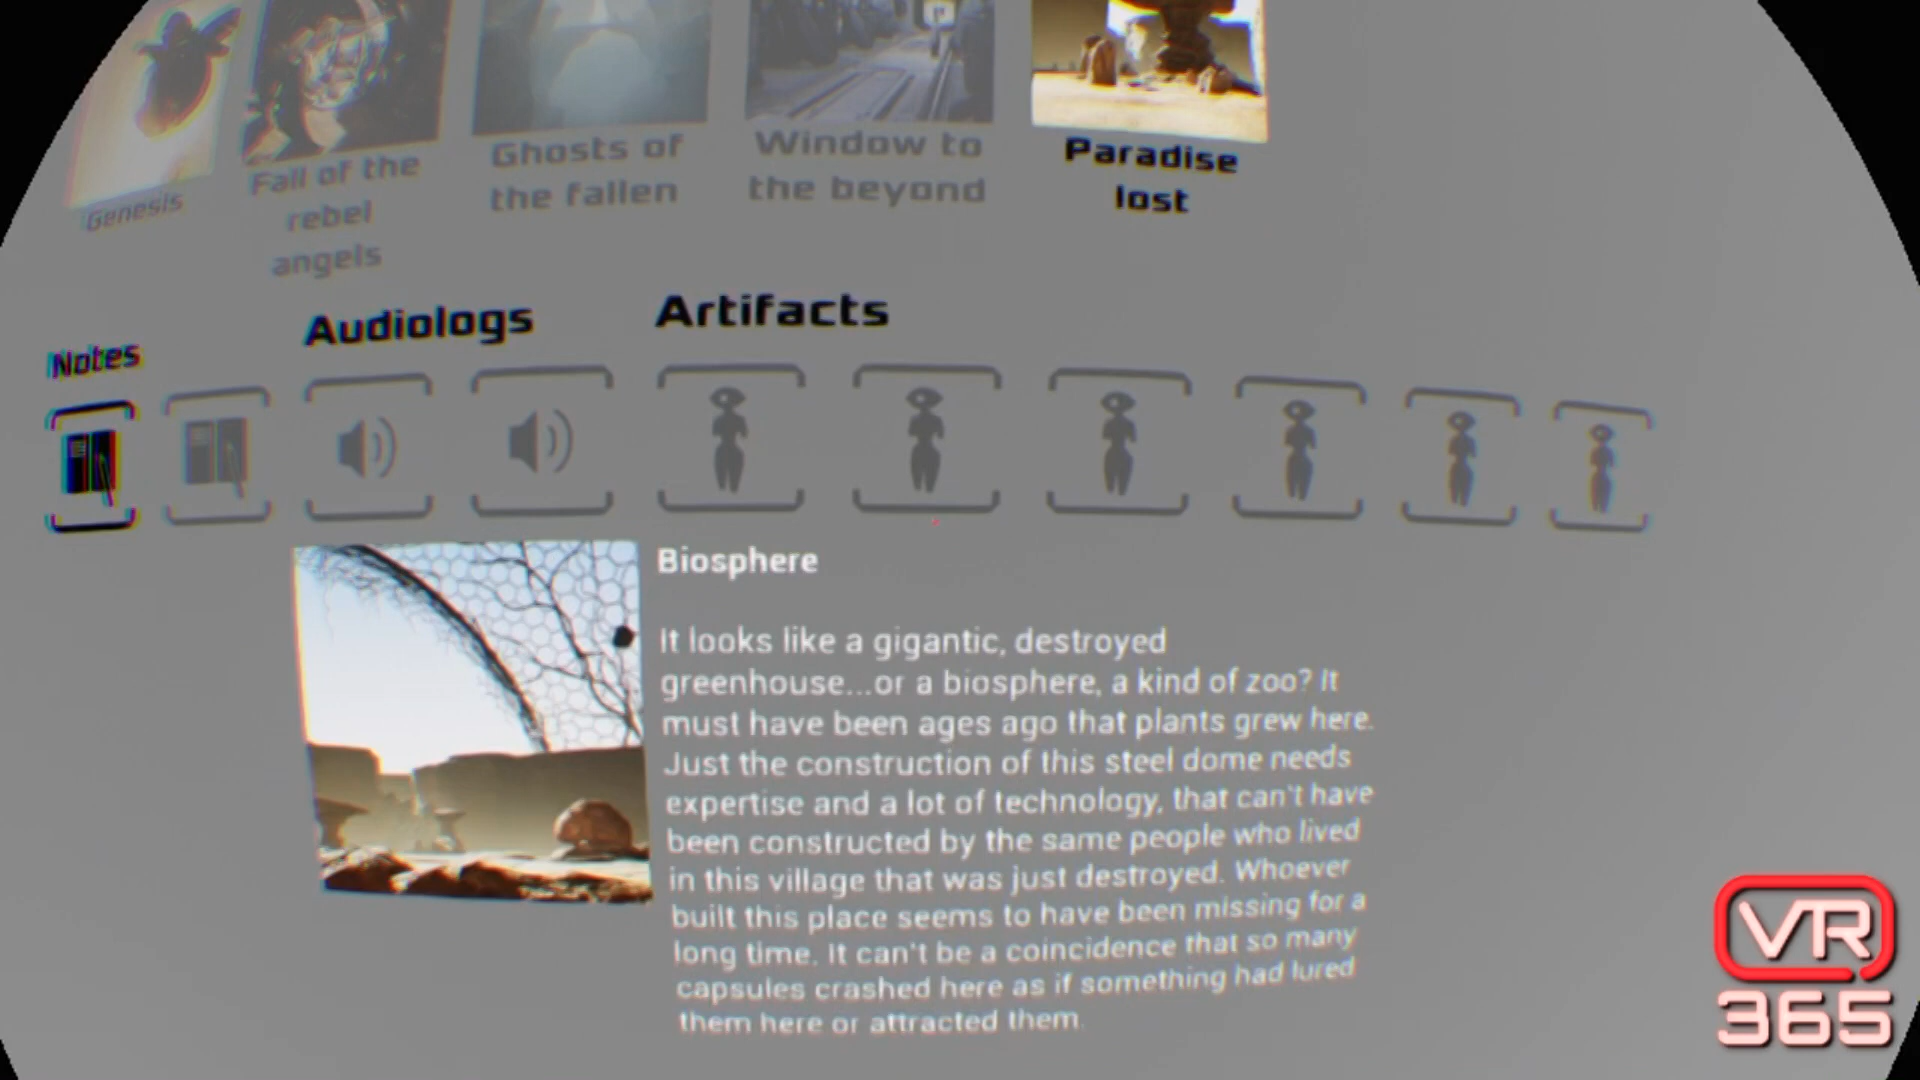 Genesis
Fall of the
rebel
angels
Ghosts of
the fallen
Window to
the beyond
Paradise
lost
Notes
Audiologs
Artifacts
Biosphere
It looks like a gigantic, destroyed
greenhouse...or a biosphere, a kind of zoo? It
must have been ages ago that plants grew here.
Just the construction of this steel dome needs
expertise and a lot of technology, that can't have
been constructed by the same people who lived
in this village that was just destroyed. Whoever
built this place seems to have been missing for a
long time. It can't be a coincidence that so many
capsules crashed here as if something had lured
them here or attracted them.
VR
365